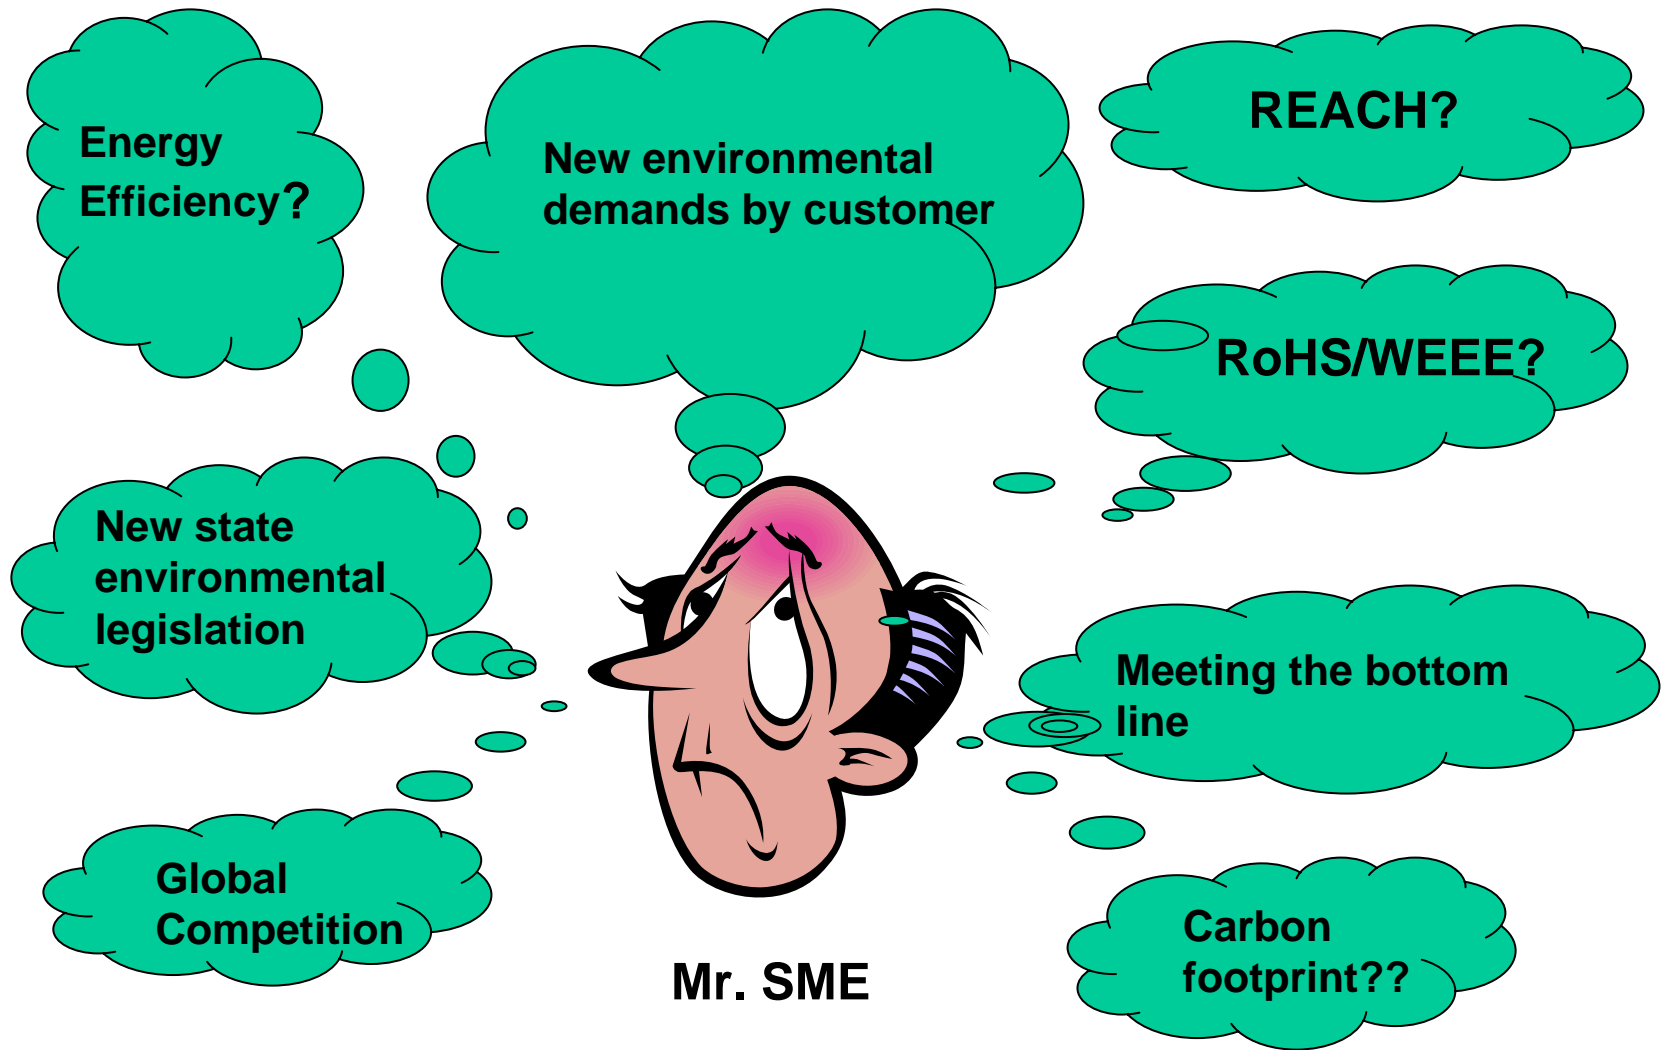 Energy
Efficiency?
New environmental
demands by customer
REACH?
RoHS/WEEE?
New state
environmental
legislation
Meeting the bottom
line
Global
Competition
Carbon
footprint??
Mr. SME